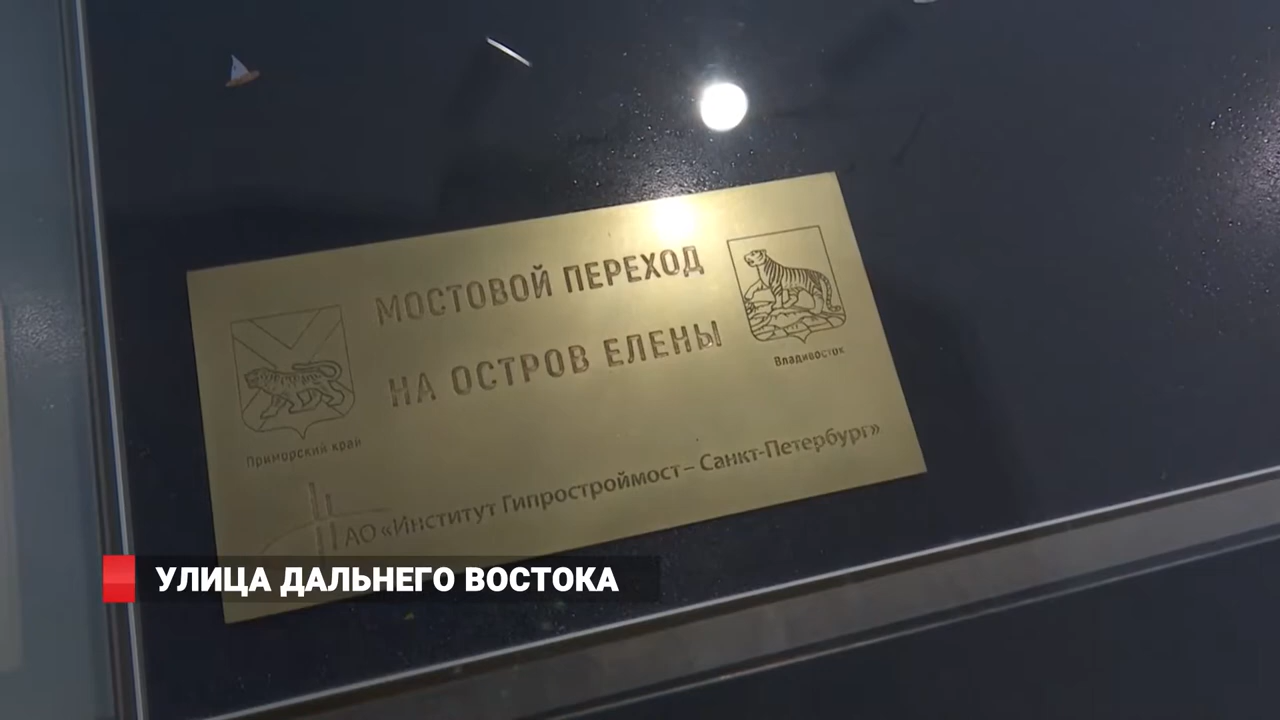 МОСТОВОЙ ПЕРЕХОД
НА ОСТРОВ ЕЛЕНЫ
Приморский край
Владивосток
АО «Институт Гипростроймост – Санкт-Петербург»
УЛИЦА ДАЛЬНЕГО ВОСТОКА